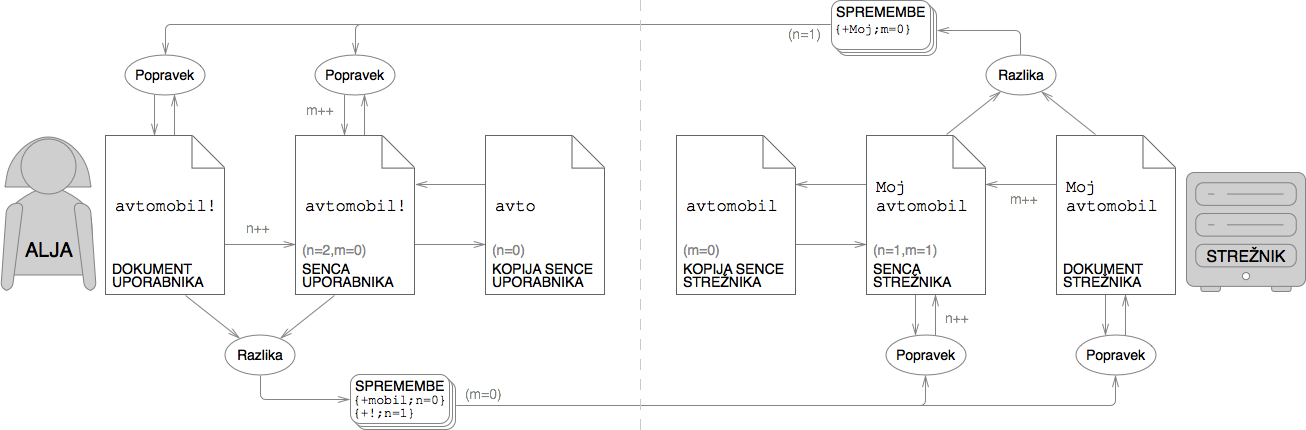 SPREMEMBE
{+Moj;m=0}
(n=1)
Popravek
Popravek
Razlika
m++
avtomobil!
avtomobil!
avto
avtomobil
Moj
avtomobil
Moj
avtomobil
n++
m++
ALJA
(n=2,m=0)
(n=0)
(m=0)
(n=1,m=1)
STREŽNIK
DOKUMENT
UPORABNIKA
SENCA
UPORABNIKA
KOPIJA SENCE
UPORABNIKA
KOPIJA SENCE
STREŽNIKA
SENCA
STREŽNIKA
DOKUMENT
STREŽNIKA
n++
Razlika
Popravek
Popravek
SPREMEMBE
{+mobil;n=0}
{+!;n=1}
(m=0)